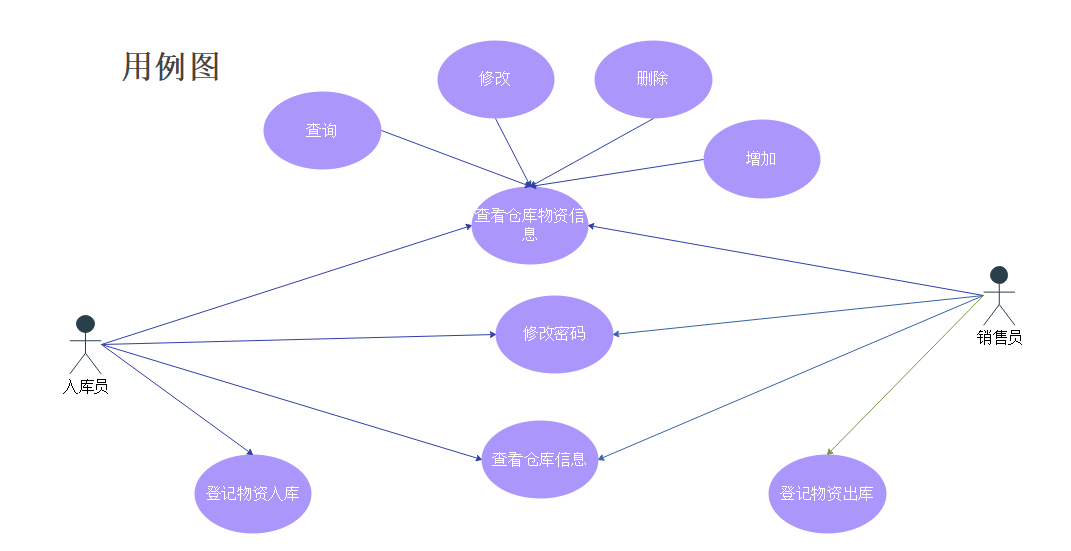 用例图
修改
删除
查询
增加
查看仓库物资信
息
修改密码
销售员
入库员
查看仓库信息
登记物资入库
登记物资出库